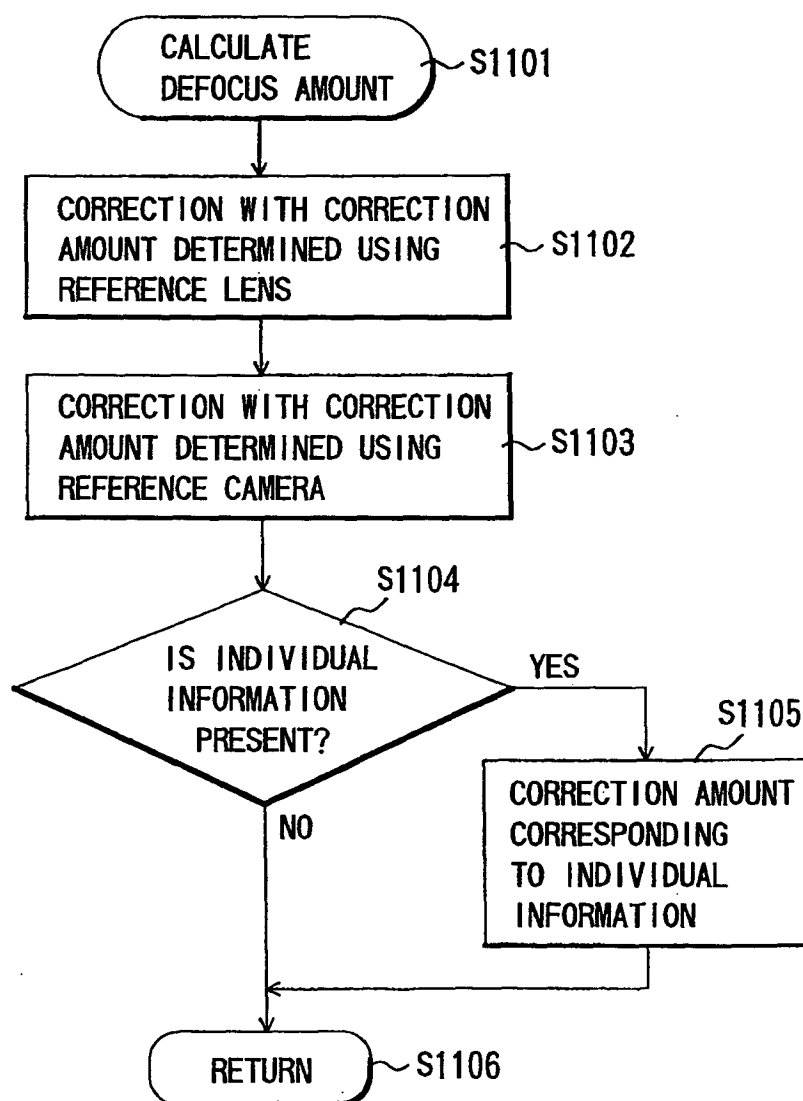 CALCULATE
DEFOCUS AMOUNT
S1101
CORRECTION WITH CORRECTION
AMOUNT DETERMINED USING
REFERENCE LENS
S1102
CORRECTION WITH CORRECTION
AMOUNT DETERMINED USING
REFERENCE CAMERA
S1103
S1104
IS INDIVIDUAL
INFORMATION
PRESENT?
YES
NO
S1105
CORRECTION AMOUNT
CORRESPONDING
TO INDIVIDUAL
INFORMATION
RETURN
S1106